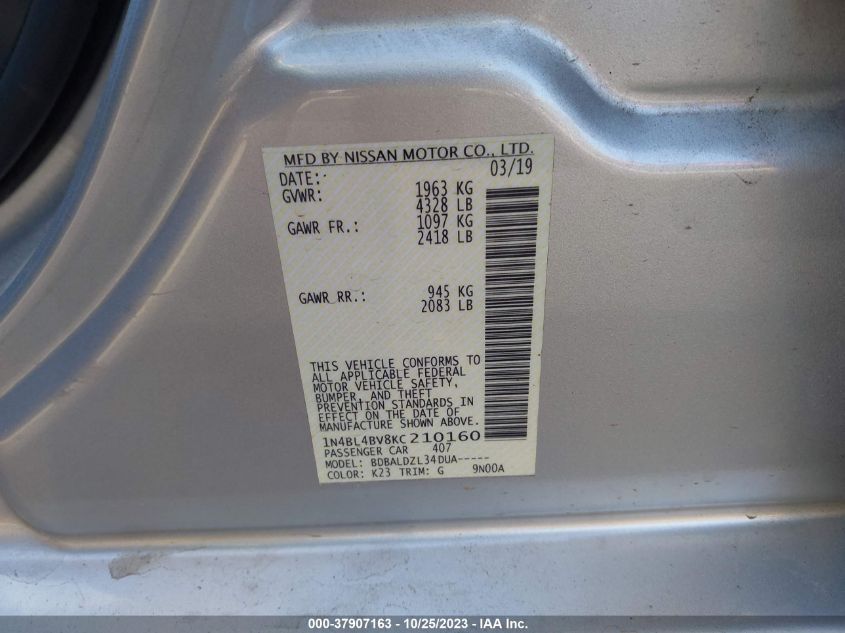 MFD BY NISSAN MOTOR CO., LTD.
DATE: 03/19
GVWR: 1963 KG
4328 LB
GAWR FR.: 1097 KG
2418 LB
GAWR RR.: 945 KG
2083 LB
THIS VEHICLE CONFORMS TO
ALL APPLICABLE FEDERAL
MOTOR VEHICLE SAFETY,
BUMPER, AND THEFT
PREVENTION STANDARDS IN
EFFECT ON THE DATE OF
MANUFACTURE SHOWN ABOVE.
1N4BL4BV8KC210160
PASSENGER CAR 407
MODEL: BDBALDZL34DUA-----
COLOR: K23 TRIM: G 9N00A
000-37907163 - 10/25/2023 - IAA Inc.